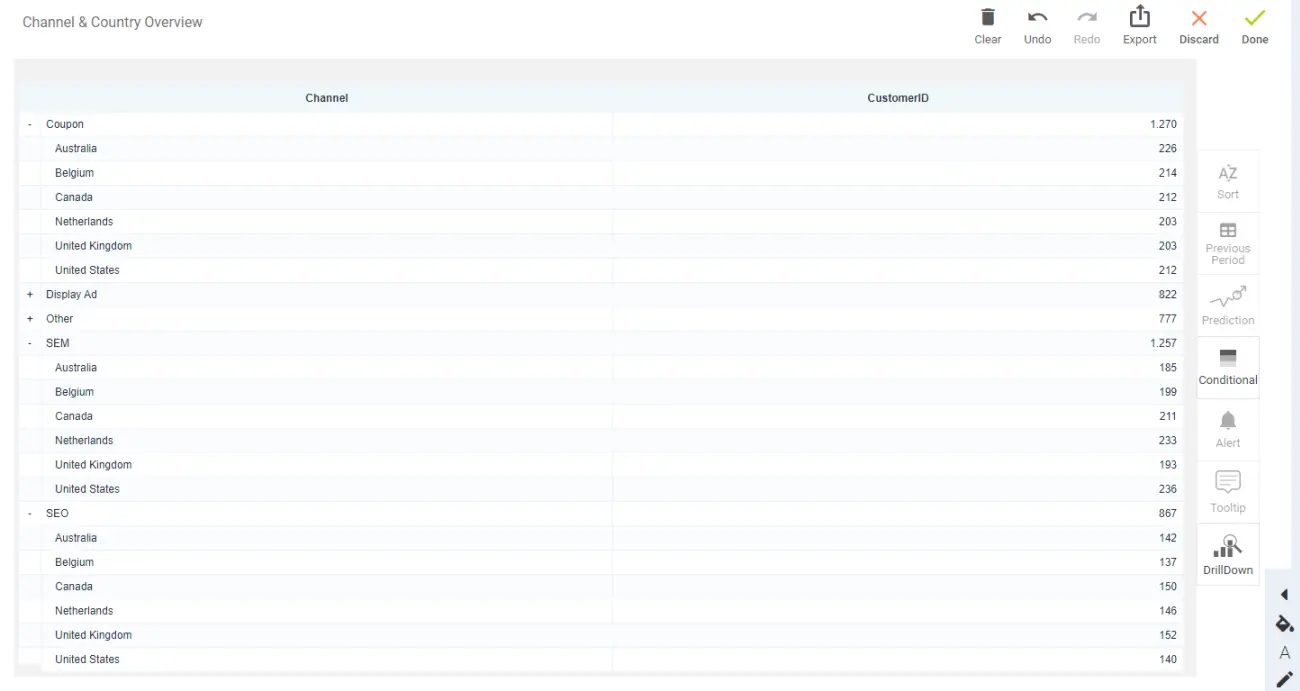 Channel & Country Overview
Clear Undo Redo Export Discard Done
Channel CustomerID
- Coupon 1.270
Australia 226
Belgium 214
Canada 212
Netherlands 203
United Kingdom 203
United States 212
+ Display Ad 822
+ Other 777
- SEM 1.257
Australia 185
Belgium 199
Canada 211
Netherlands 233
United Kingdom 193
United States 236
- SEO 867
Australia 142
Belgium 137
Canada 150
Netherlands 146
United Kingdom 152
United States 140
AZ
Sort
Previous
Period
Prediction
Conditional
Alert
Tooltip
DrillDown
A